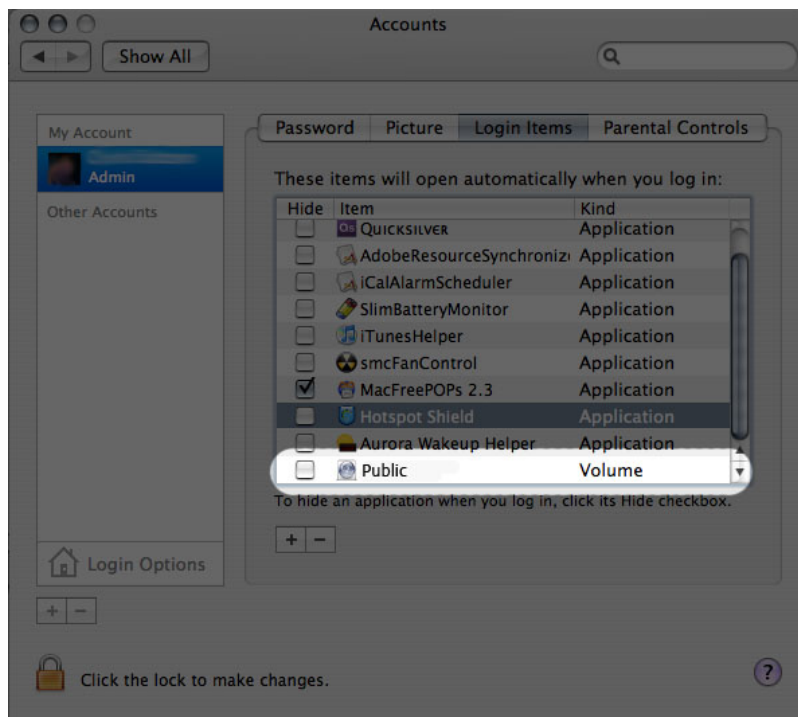 Accounts
Show All
My Account
Admin
Other Accounts
Login Options
Password Picture Login Items Parental Controls
These items will open automatically when you log in:
Hide Item Kind
Qs QUICKSILVER Application
AdobeResourceSynchroniz Application
iCalAlarmScheduler Application
SlimBatteryMonitor Application
iTunesHelper Application
smcFanControl Application
MacFreePOPs 2.3 Application
Hotspot Shield Application
Aurora Wakeup Helper Application
Public Volume
To hide an application when you log in, click its Hide checkbox.
+ −
+ −
Click the lock to make changes.
?